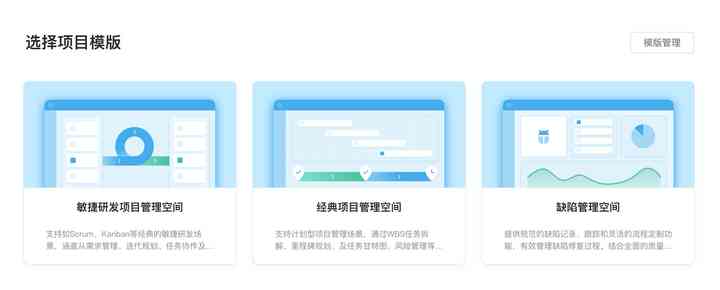 选择项目模版
模版管理
敏捷研发项目管理空间
支持如Scrum、Kanban等经典的敏捷研发场
景。涵盖从需求管理、迭代规划、任务协作及...
经典项目管理空间
支持计划型项目管理场景。通过WBS任务拆
解、里程碑规划，及任务甘特图、风险管理等...
缺陷管理空间
提供规范的缺陷记录、跟踪和灵活的流程定制功
能，有效管理缺陷修复过程，结合全面的质量...